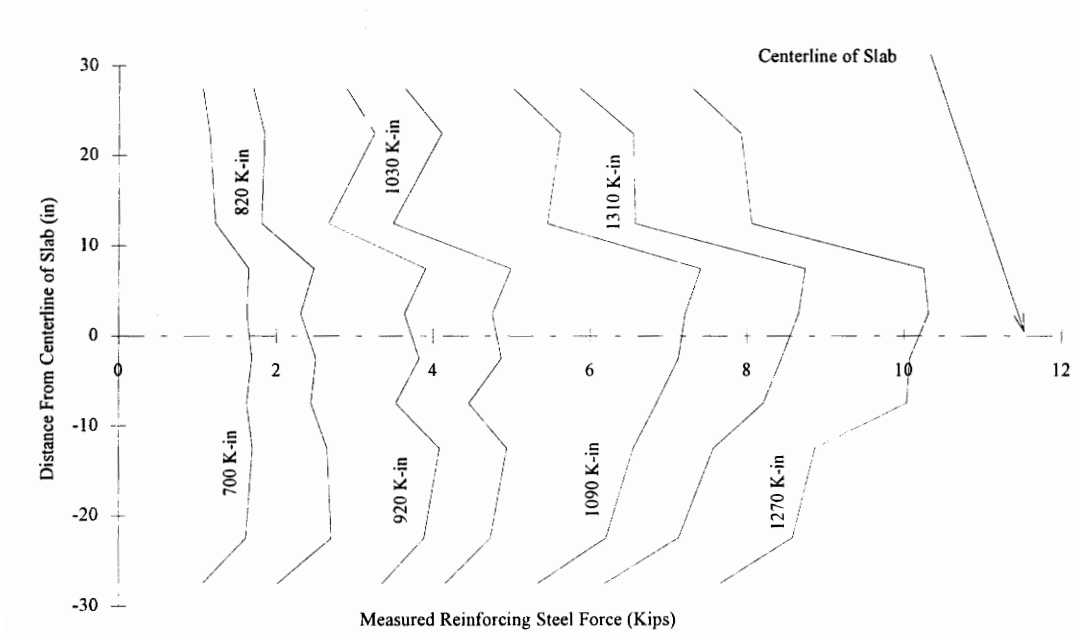 Centerline of Slab
30
20
10
0
-10
-20
-30
Distance From Centerline of Slab (in)
820 K-in
1030 K-in
1310 K-in
0
2
4
6
8
10
12
700 K-in
920 K-in
1090 K-in
1270 K-in
Measured Reinforcing Steel Force (Kips)